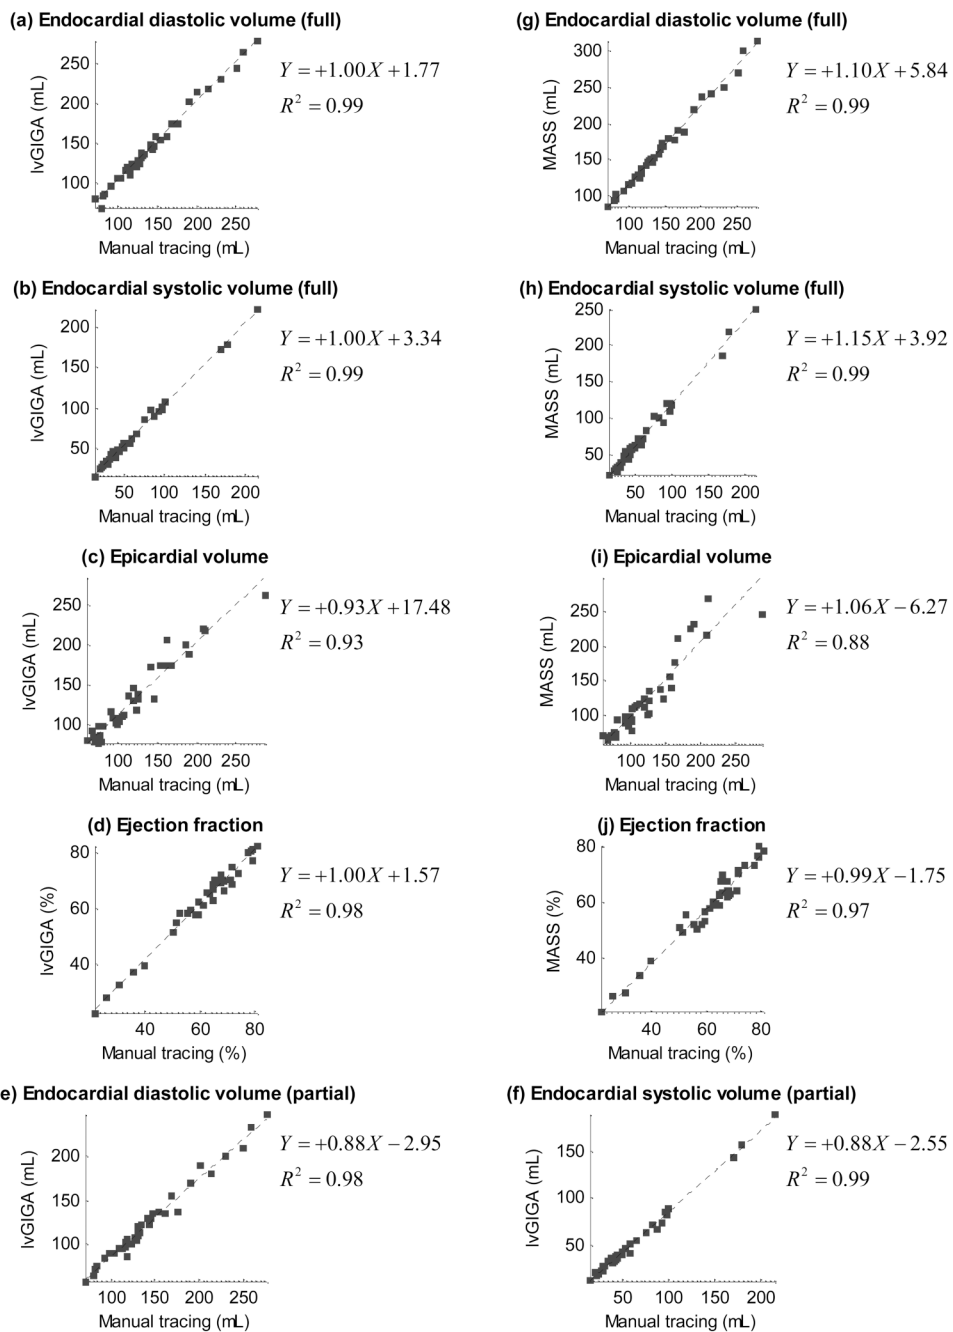 (a) Endocardial diastolic volume (full)
250
200
150
100
lvGIGA (mL)
100 150 200 250
Manual tracing (mL)
Y = +1.00X + 1.77
R² = 0.99
(g) Endocardial diastolic volume (full)
300
250
200
150
100
MASS (mL)
100 150 200 250
Manual tracing (mL)
Y = +1.10X + 5.84
R² = 0.99
(b) Endocardial systolic volume (full)
200
150
100
50
lvGIGA (mL)
50 100 150 200
Manual tracing (mL)
Y = +1.00X + 3.34
R² = 0.99
(h) Endocardial systolic volume (full)
250
200
150
100
50
MASS (mL)
50 100 150 200
Manual tracing (mL)
Y = +1.15X + 3.92
R² = 0.99
(c) Epicardial volume
250
200
150
100
lvGIGA (mL)
100 150 200 250
Manual tracing (mL)
Y = +0.93X + 17.48
R² = 0.93
(i) Epicardial volume
250
200
150
100
MASS (mL)
100 150 200 250
Manual tracing (mL)
Y = +1.06X − 6.27
R² = 0.88
(d) Ejection fraction
80
60
40
lvGIGA (%)
40 60 80
Manual tracing (%)
Y = +1.00X + 1.57
R² = 0.98
(j) Ejection fraction
80
60
40
MASS (%)
40 60 80
Manual tracing (%)
Y = +0.99X − 1.75
R² = 0.97
e) Endocardial diastolic volume (partial)
200
150
100
lvGIGA (mL)
100 150 200 250
Manual tracing (mL)
Y = +0.88X − 2.95
R² = 0.98
(f) Endocardial systolic volume (partial)
150
100
50
lvGIGA (mL)
50 100 150 200
Manual tracing (mL)
Y = +0.88X − 2.55
R² = 0.99